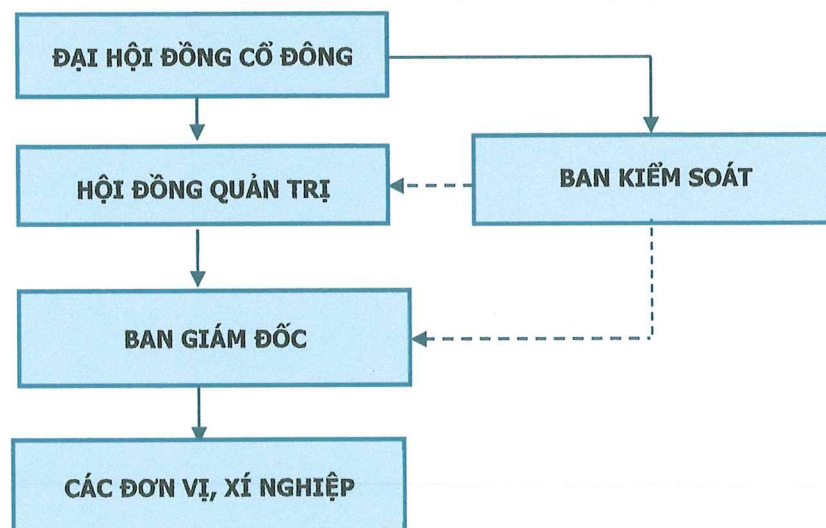 ĐẠI HỘI ĐỒNG CỔ ĐÔNG
HỘI ĐỒNG QUẢN TRỊ
BAN KIỂM SOÁT
BAN GIÁM ĐỐC
CÁC ĐƠN VỊ, XÍ NGHIỆP